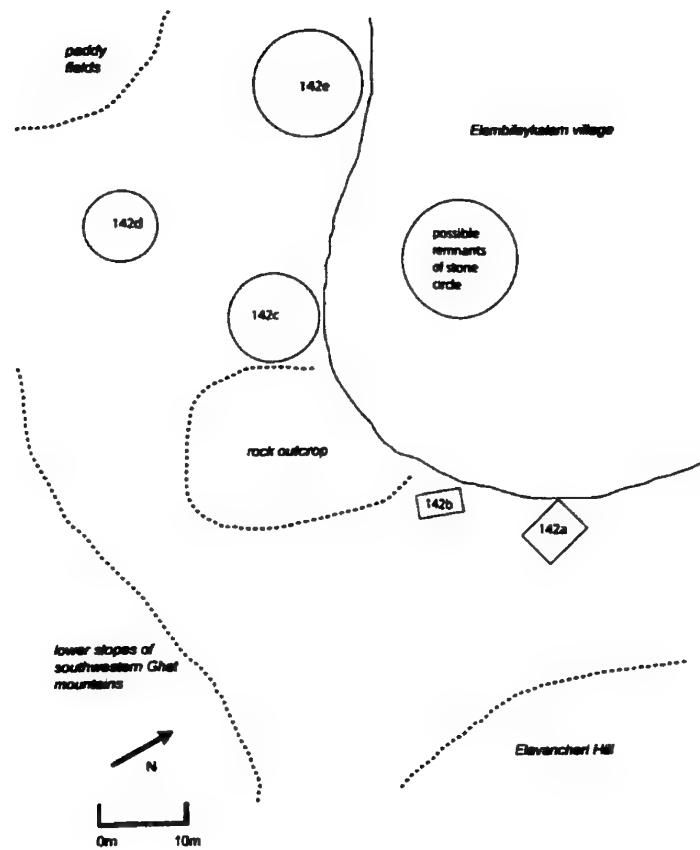 paddy
fields
142e
Elambilaykalam village
142d
possible
remnants
of stone
circle
142c
rock outcrop
142b
142a
lower slopes of
southwestern Ghat
mountains
Elavancheri Hill
N
0m 10m